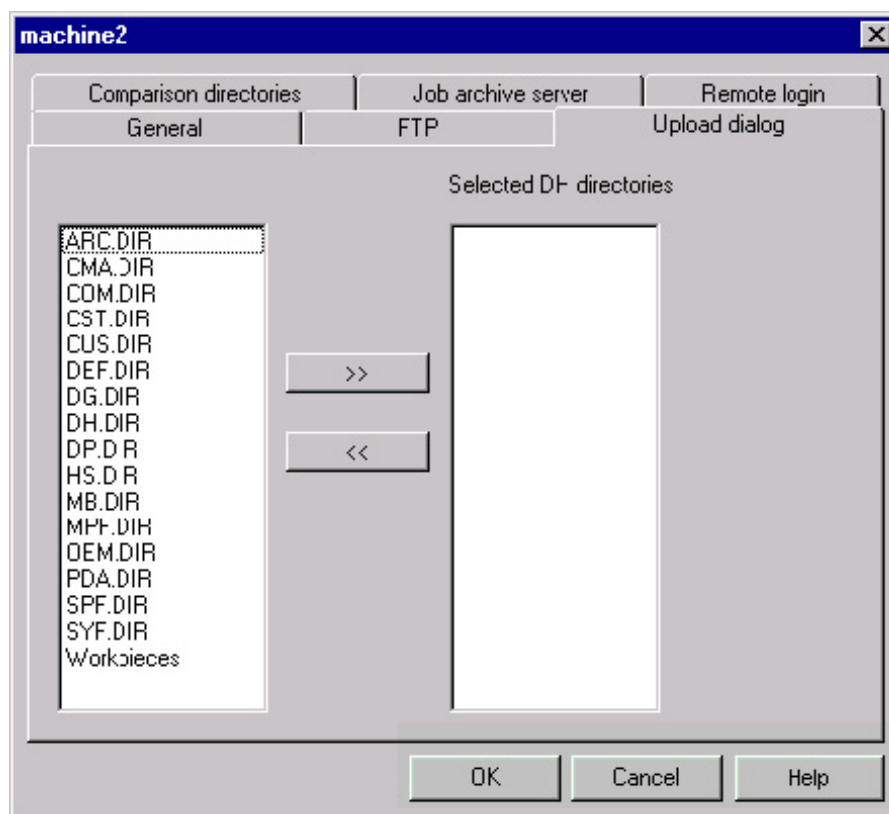 machine2
Comparison directories Job archive server Remote login
General FTP Upload dialog
Selected DH directories
ARC.DIR
CMA.DIR
COM.DIR
CST.DIR
CUS.DIR
DEF.DIR
DG.DIR
DH.DIR
DP.DIR
HS.DIR
MB.DIR
MPF.DIR
OEM.DIR
PDA.DIR
SPF.DIR
SYF.DIR
Workpieces
>>
<<
OK Cancel Help